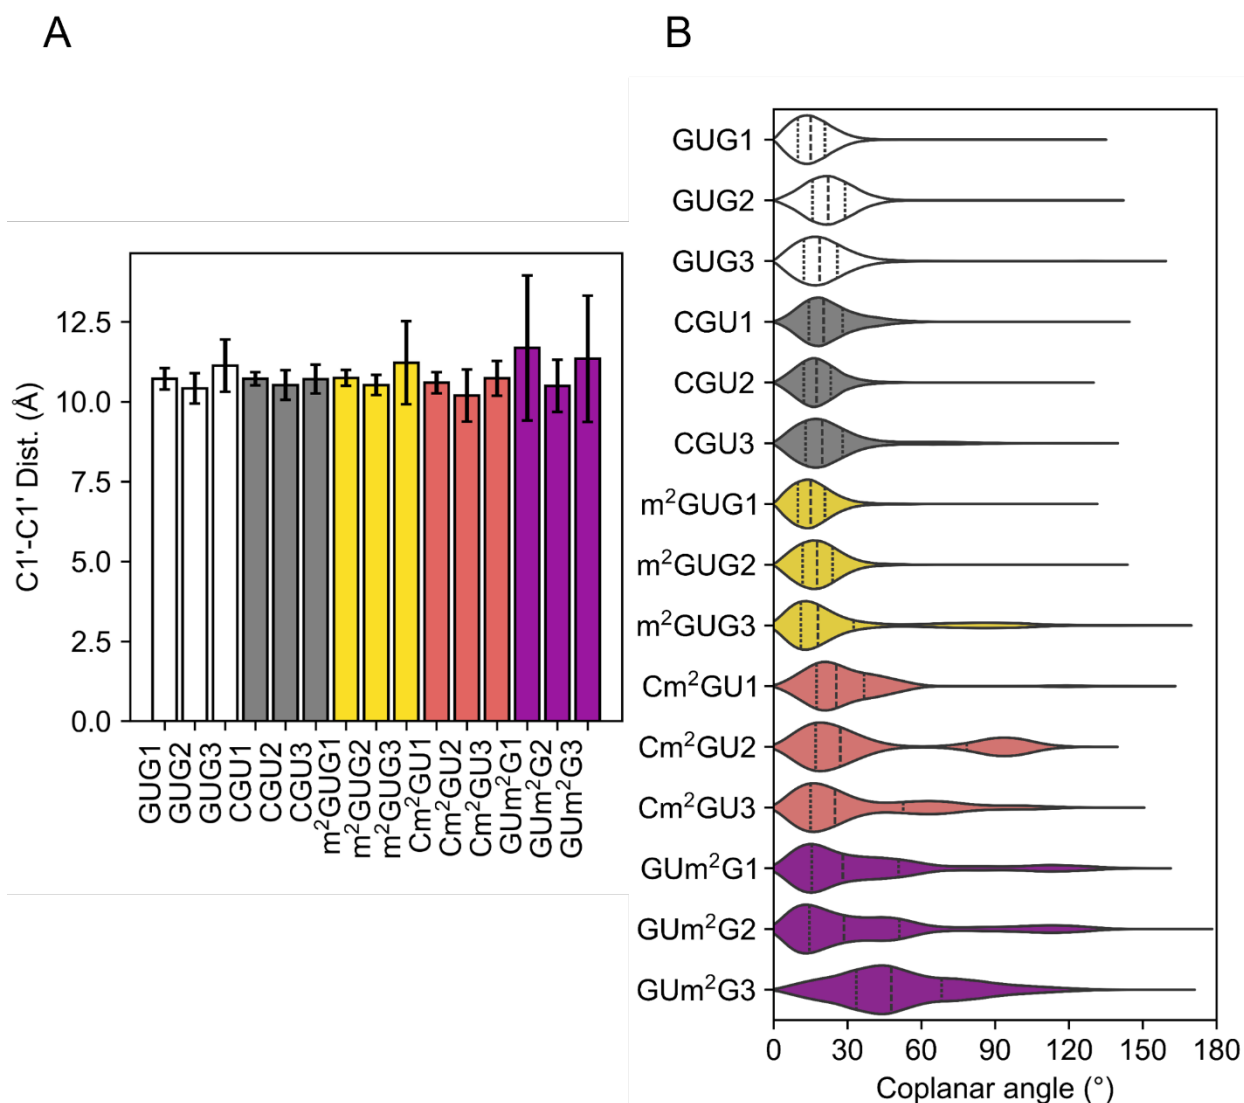 A
C1'-C1' Dist. (Å)
12.5
10.0
7.5
5.0
2.5
0.0
GUG1
GUG2
GUG3
CGU1
CGU2
CGU3
m²GUG1
m²GUG2
m²GUG3
Cm²GU1
Cm²GU2
Cm²GU3
GUm²G1
GUm²G2
GUm²G3
B
GUG1
GUG2
GUG3
CGU1
CGU2
CGU3
m²GUG1
m²GUG2
m²GUG3
Cm²GU1
Cm²GU2
Cm²GU3
GUm²G1
GUm²G2
GUm²G3
0 30 60 90 120 150 180
Coplanar angle (°)